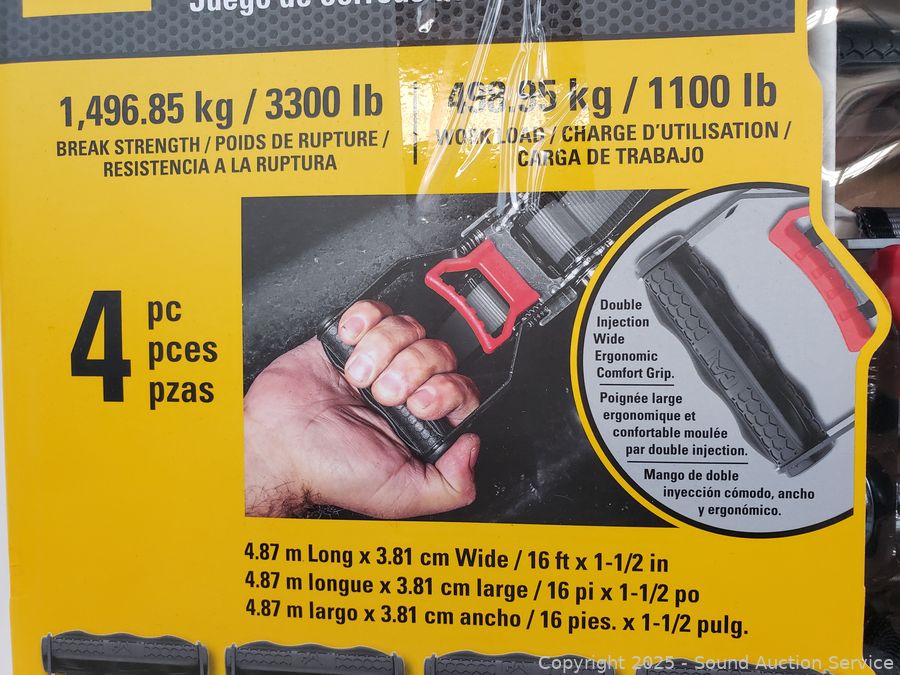 Juego de
1,496.85 kg / 3300 lb
BREAK STRENGTH / POIDS DE RUPTURE /
RESISTENCIA A LA RUPTURA
498.95 kg / 1100 lb
WORK LOAD / CHARGE D'UTILISATION /
CARGA DE TRABAJO
4
pc
pces
pzas
Double
Injection
Wide
Ergonomic
Comfort Grip.
Poignée large
ergonomique et
confortable moulée
par double injection.
Mango de doble
inyección cómodo, ancho
y ergonómico.
4.87 m Long x 3.81 cm Wide / 16 ft x 1-1/2 in
4.87 m longue x 3.81 cm large / 16 pi x 1-1/2 po
4.87 m largo x 3.81 cm ancho / 16 pies. x 1-1/2 pulg.
Copyright 2025 - Sound Auction Service